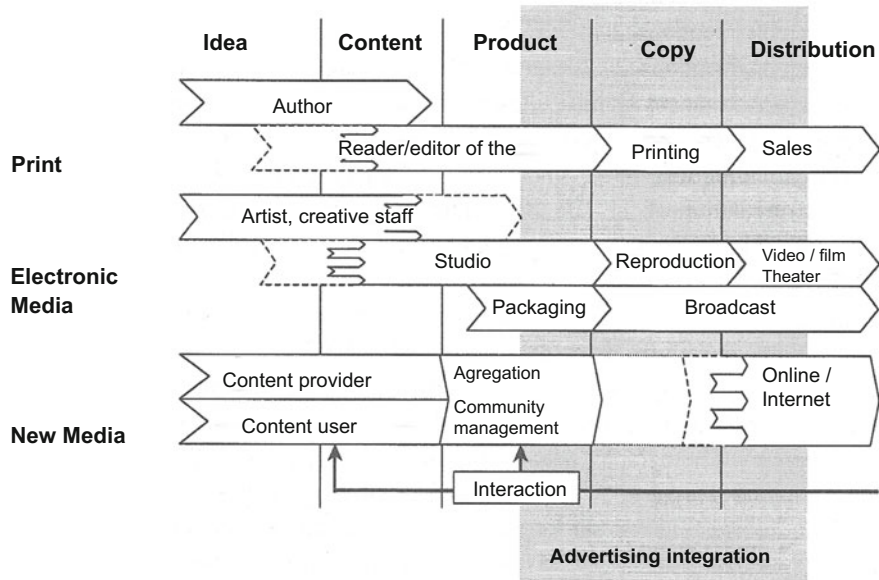 Idea Content Product Copy Distribution
Author
Print
Reader/editor of the Printing Sales
Artist, creative staff
Electronic
Media
Studio Reproduction Video / film
Theater
Packaging Broadcast
New Media
Content provider
Content user
Agregation
Community
management
Online /
Internet
Interaction
Advertising integration